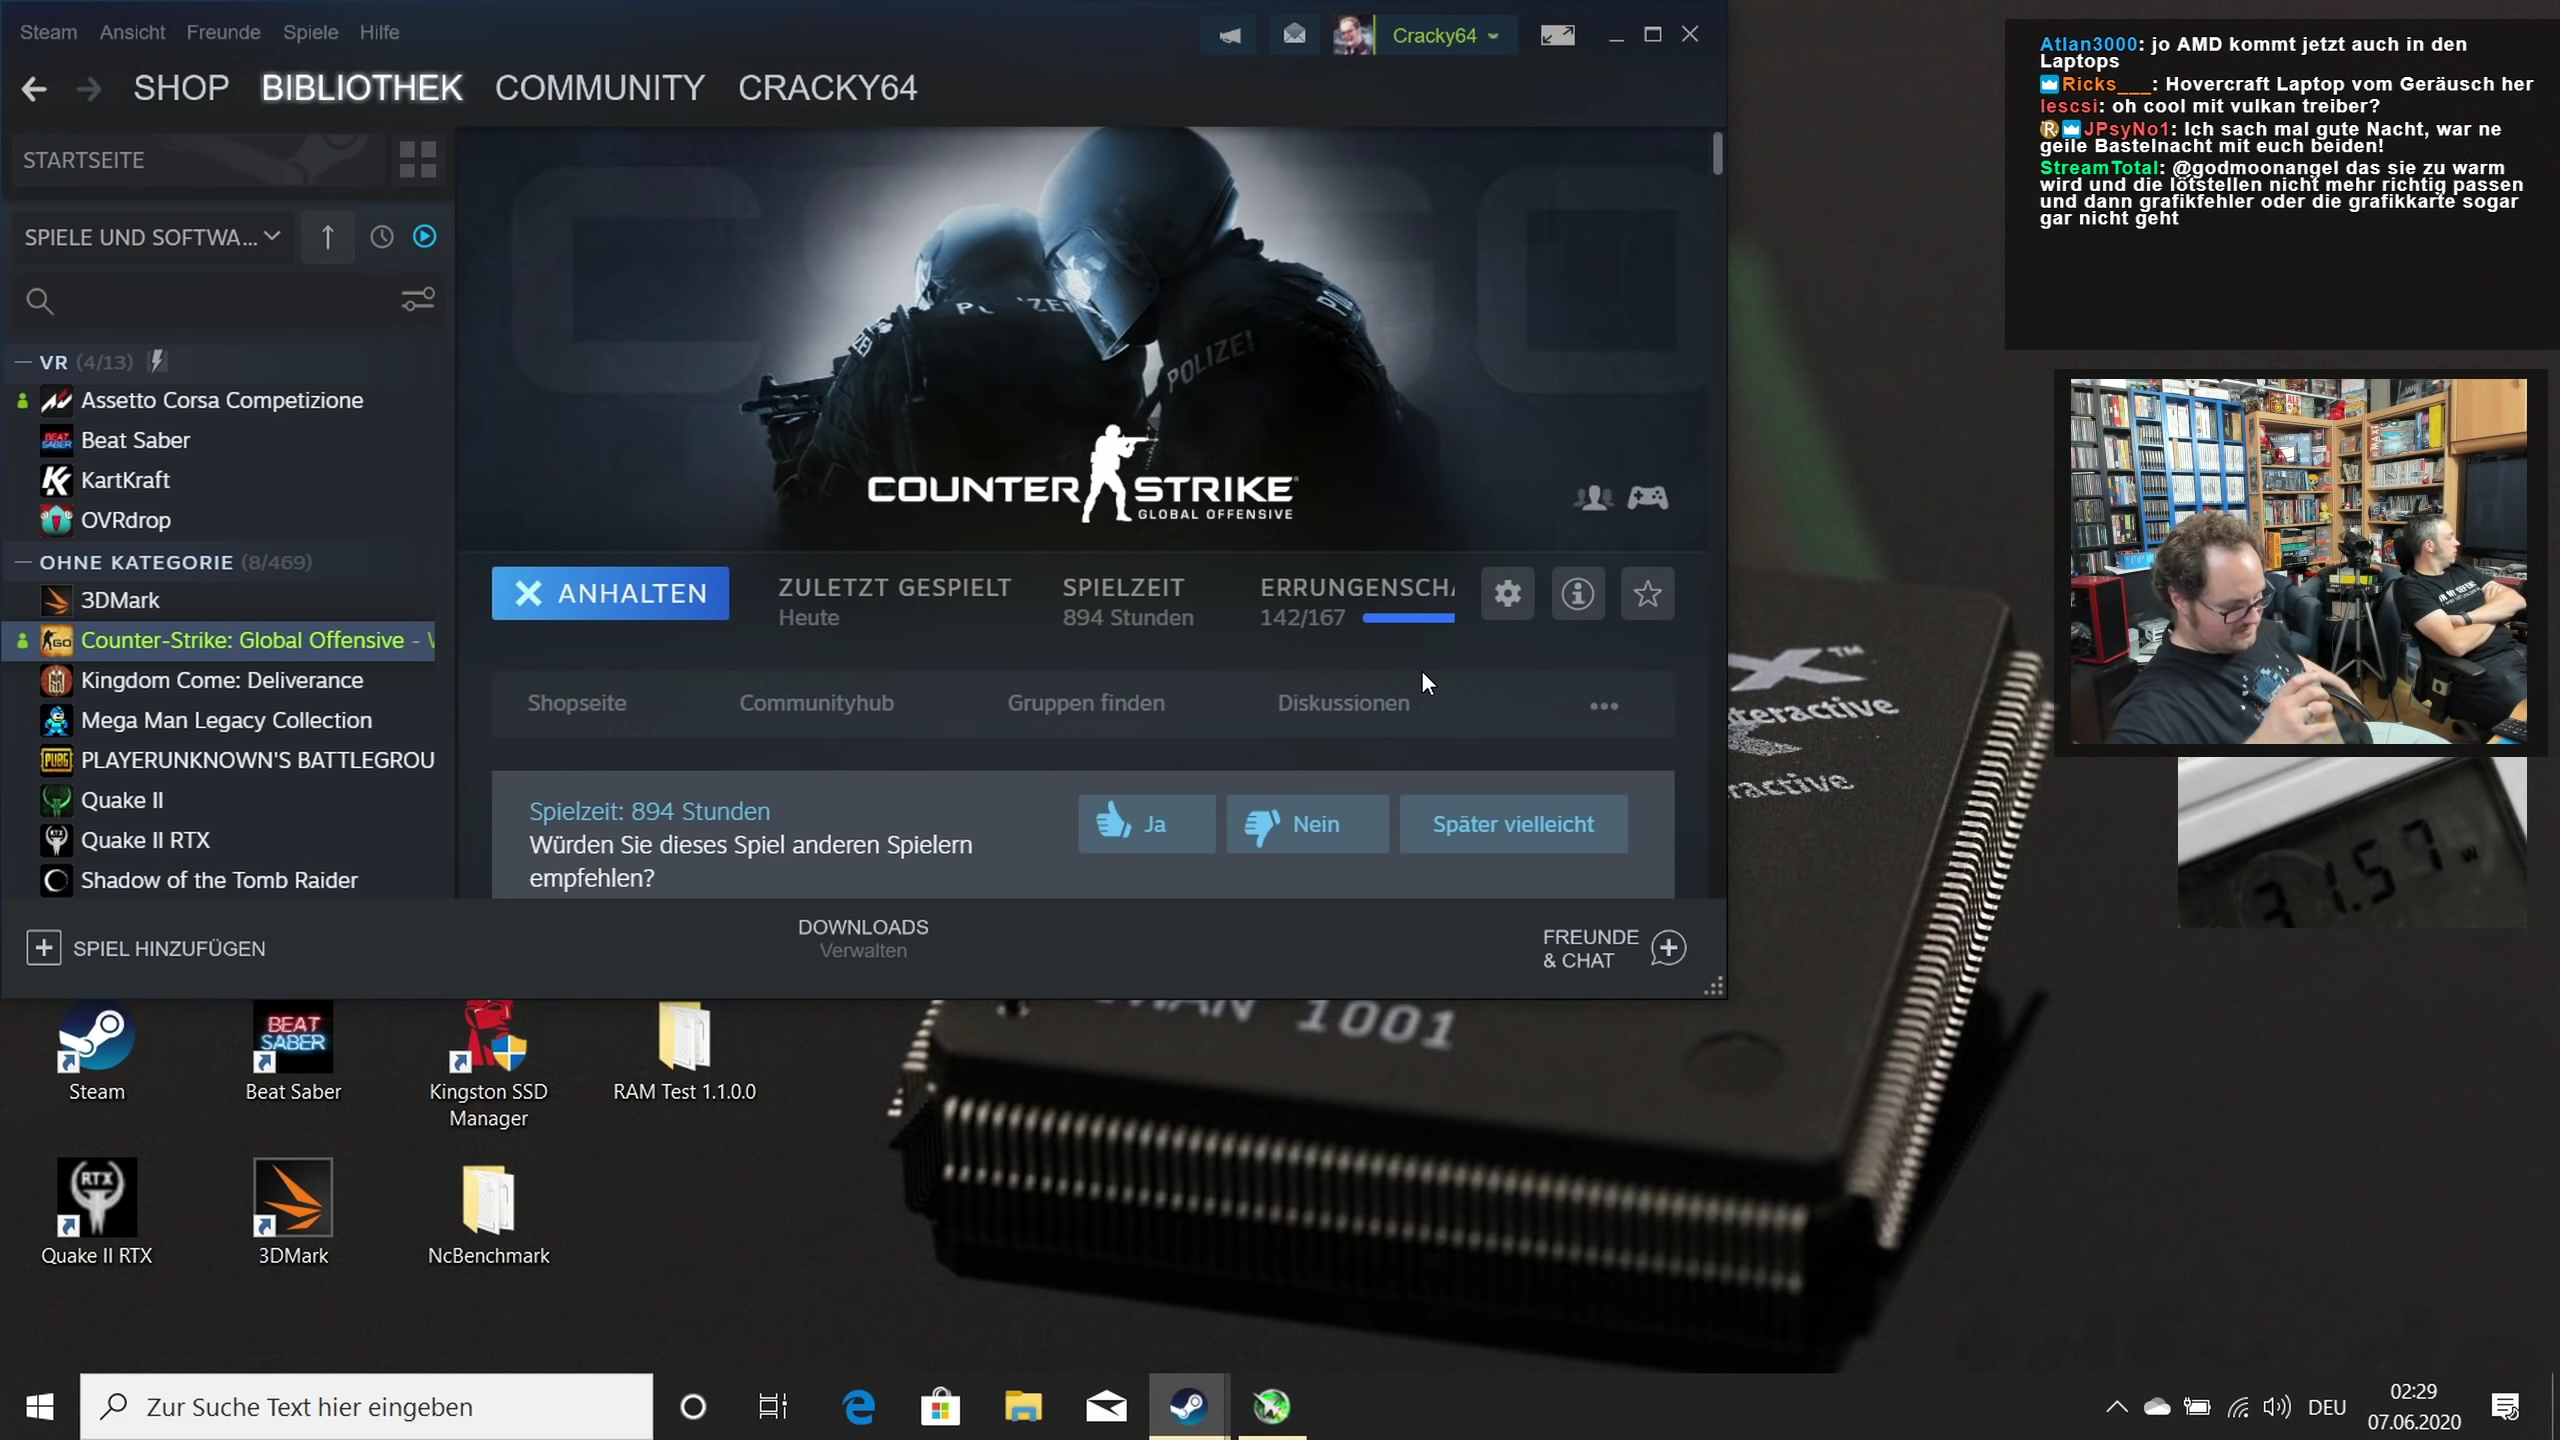 Steam Ansicht Freunde Spiele Hilfe
Cracky64
SHOP BIBLIOTHEK COMMUNITY CRACKY64
STARTSEITE
SPIELE UND SOFTWA...
VR (4/13)
Assetto Corsa Competizione
Beat Saber
KartKraft
OVRdrop
OHNE KATEGORIE (8/469)
3DMark
Counter-Strike: Global Offensive -
Kingdom Come: Deliverance
Mega Man Legacy Collection
PLAYERUNKNOWN'S BATTLEGROU
Quake II
Quake II RTX
Shadow of the Tomb Raider
SPIEL HINZUFÜGEN
POLIZEI
COUNTER STRIKE
GLOBAL OFFENSIVE
ANHALTEN
ZULETZT GESPIELT
Heute
SPIELZEIT
894 Stunden
ERRUNGENSCHA
142/167
Shopseite Communityhub Gruppen finden Diskussionen
Spielzeit: 894 Stunden
Würden Sie dieses Spiel anderen Spielern
empfehlen?
Ja
Nein
Später vielleicht
DOWNLOADS
Verwalten
FREUNDE
& CHAT
Atlan3000: jo AMD kommt jetzt auch in den
Laptops
Ricks___: Hovercraft Laptop vom Geräusch her
lescsi: oh cool mit vulkan treiber?
JPsyNo1: Ich sach mal gute Nacht, war ne
geile Bastelnacht mit euch beiden!
StreamTotal: @godmoonangel das sie zu warm
wird und die lötstellen nicht mehr richtig passen
und dann grafikfehler oder die grafikkarte sogar
gar nicht geht
31.57 W
X™
teractive
ractive
1001
Steam
BEAT
SABER
Beat Saber
Kingston SSD
Manager
RAM Test 1.1.0.0
RTX
Quake II RTX
3DMark
NcBenchmark
Zur Suche Text hier eingeben
DEU
02:29
07.06.2020